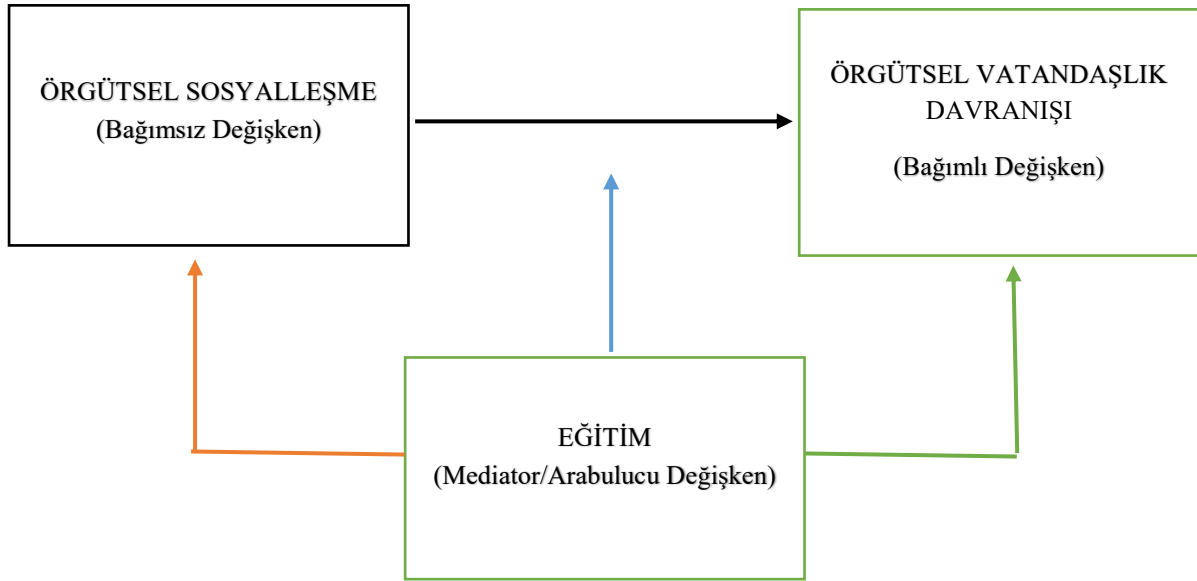 ÖRGÜTSEL SOSYALLEŞME
(Bağımsız Değişken)
ÖRGÜTSEL VATANDAŞLIK
DAVRANIŞI
(Bağımlı Değişken)
EĞİTİM
(Mediator/Arabulucu Değişken)